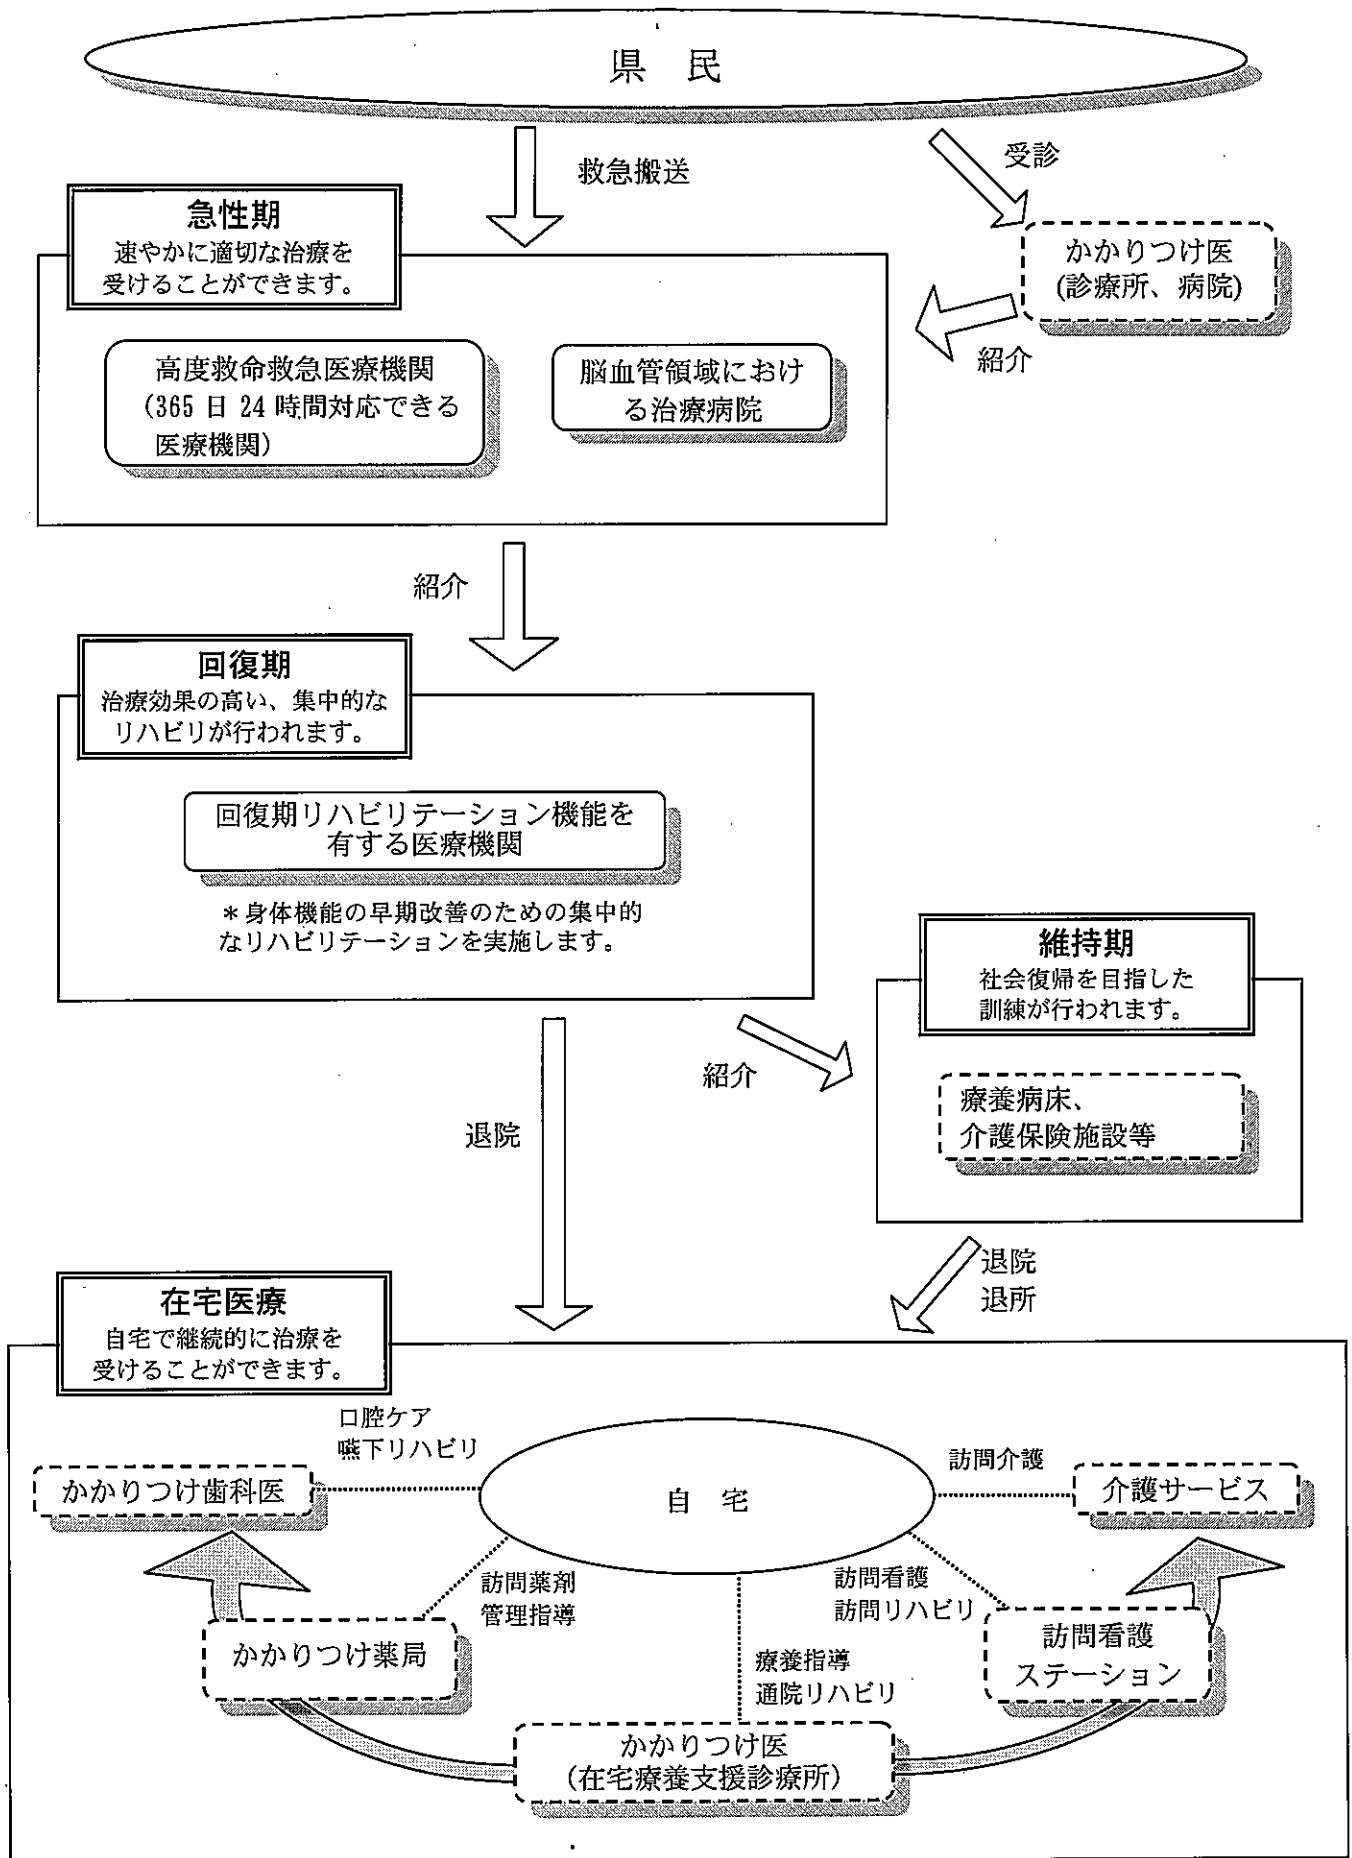 県 民
救急搬送
受診
急性期
速やかに適切な治療を
受けることができます。
かかりつけ医
(診療所、病院)
紹介
高度救命救急医療機関
(365 日 24 時間対応できる
医療機関)
脳血管領域におけ
る治療病院
紹介
回復期
治療効果の高い、集中的な
リハビリが行われます。
回復期リハビリテーション機能を
有する医療機関
*身体機能の早期改善のための集中的
なリハビリテーションを実施します。
維持期
社会復帰を目指した
訓練が行われます。
紹介
療養病床、
介護保険施設等
退院
退院
退所
在宅医療
自宅で継続的に治療を
受けることができます。
口腔ケア
嚥下リハビリ
かかりつけ歯科医
自 宅
訪問介護
介護サービス
訪問薬剤
管理指導
かかりつけ薬局
訪問看護
訪問リハビリ
訪問看護
ステーション
療養指導
通院リハビリ
かかりつけ医
(在宅療養支援診療所)